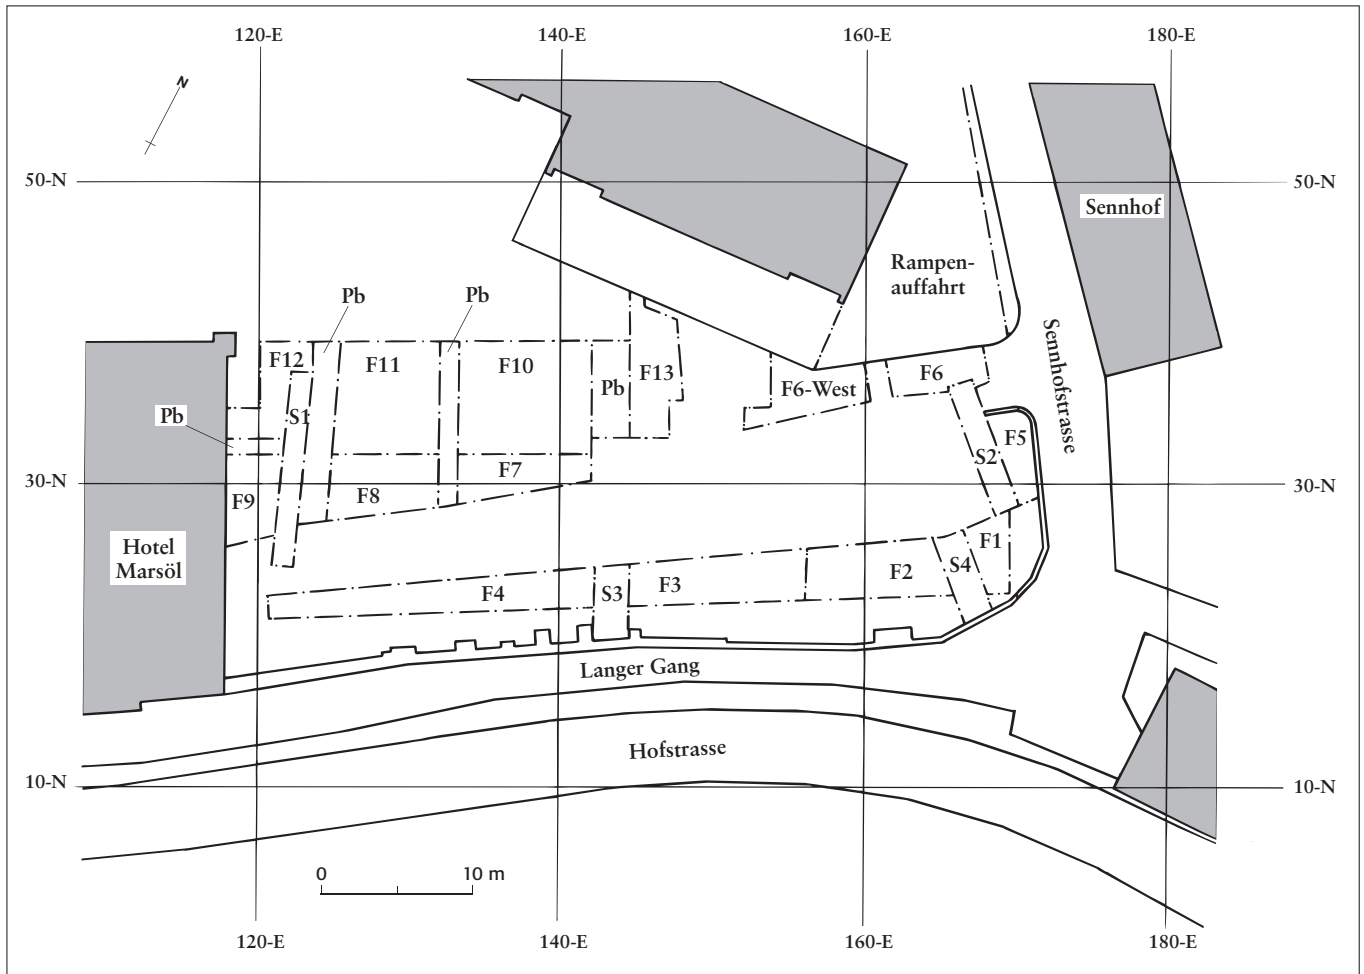 120-E 140-E 160-E 180-E
N
50-N 50-N
Sennhof
Rampen-
auffahrt
Pb Pb
Sennhofstrasse
F12 F11 F10 F13 F6-West F6
Pb
S1
Pb
F5
S2
F7
30-N 30-N
F9 F8
Hotel
Marsöl
F1
S4
F4 S3 F3 F2
Langer Gang
Hofstrasse
10-N 10-N
0 10 m
120-E 140-E 160-E 180-E